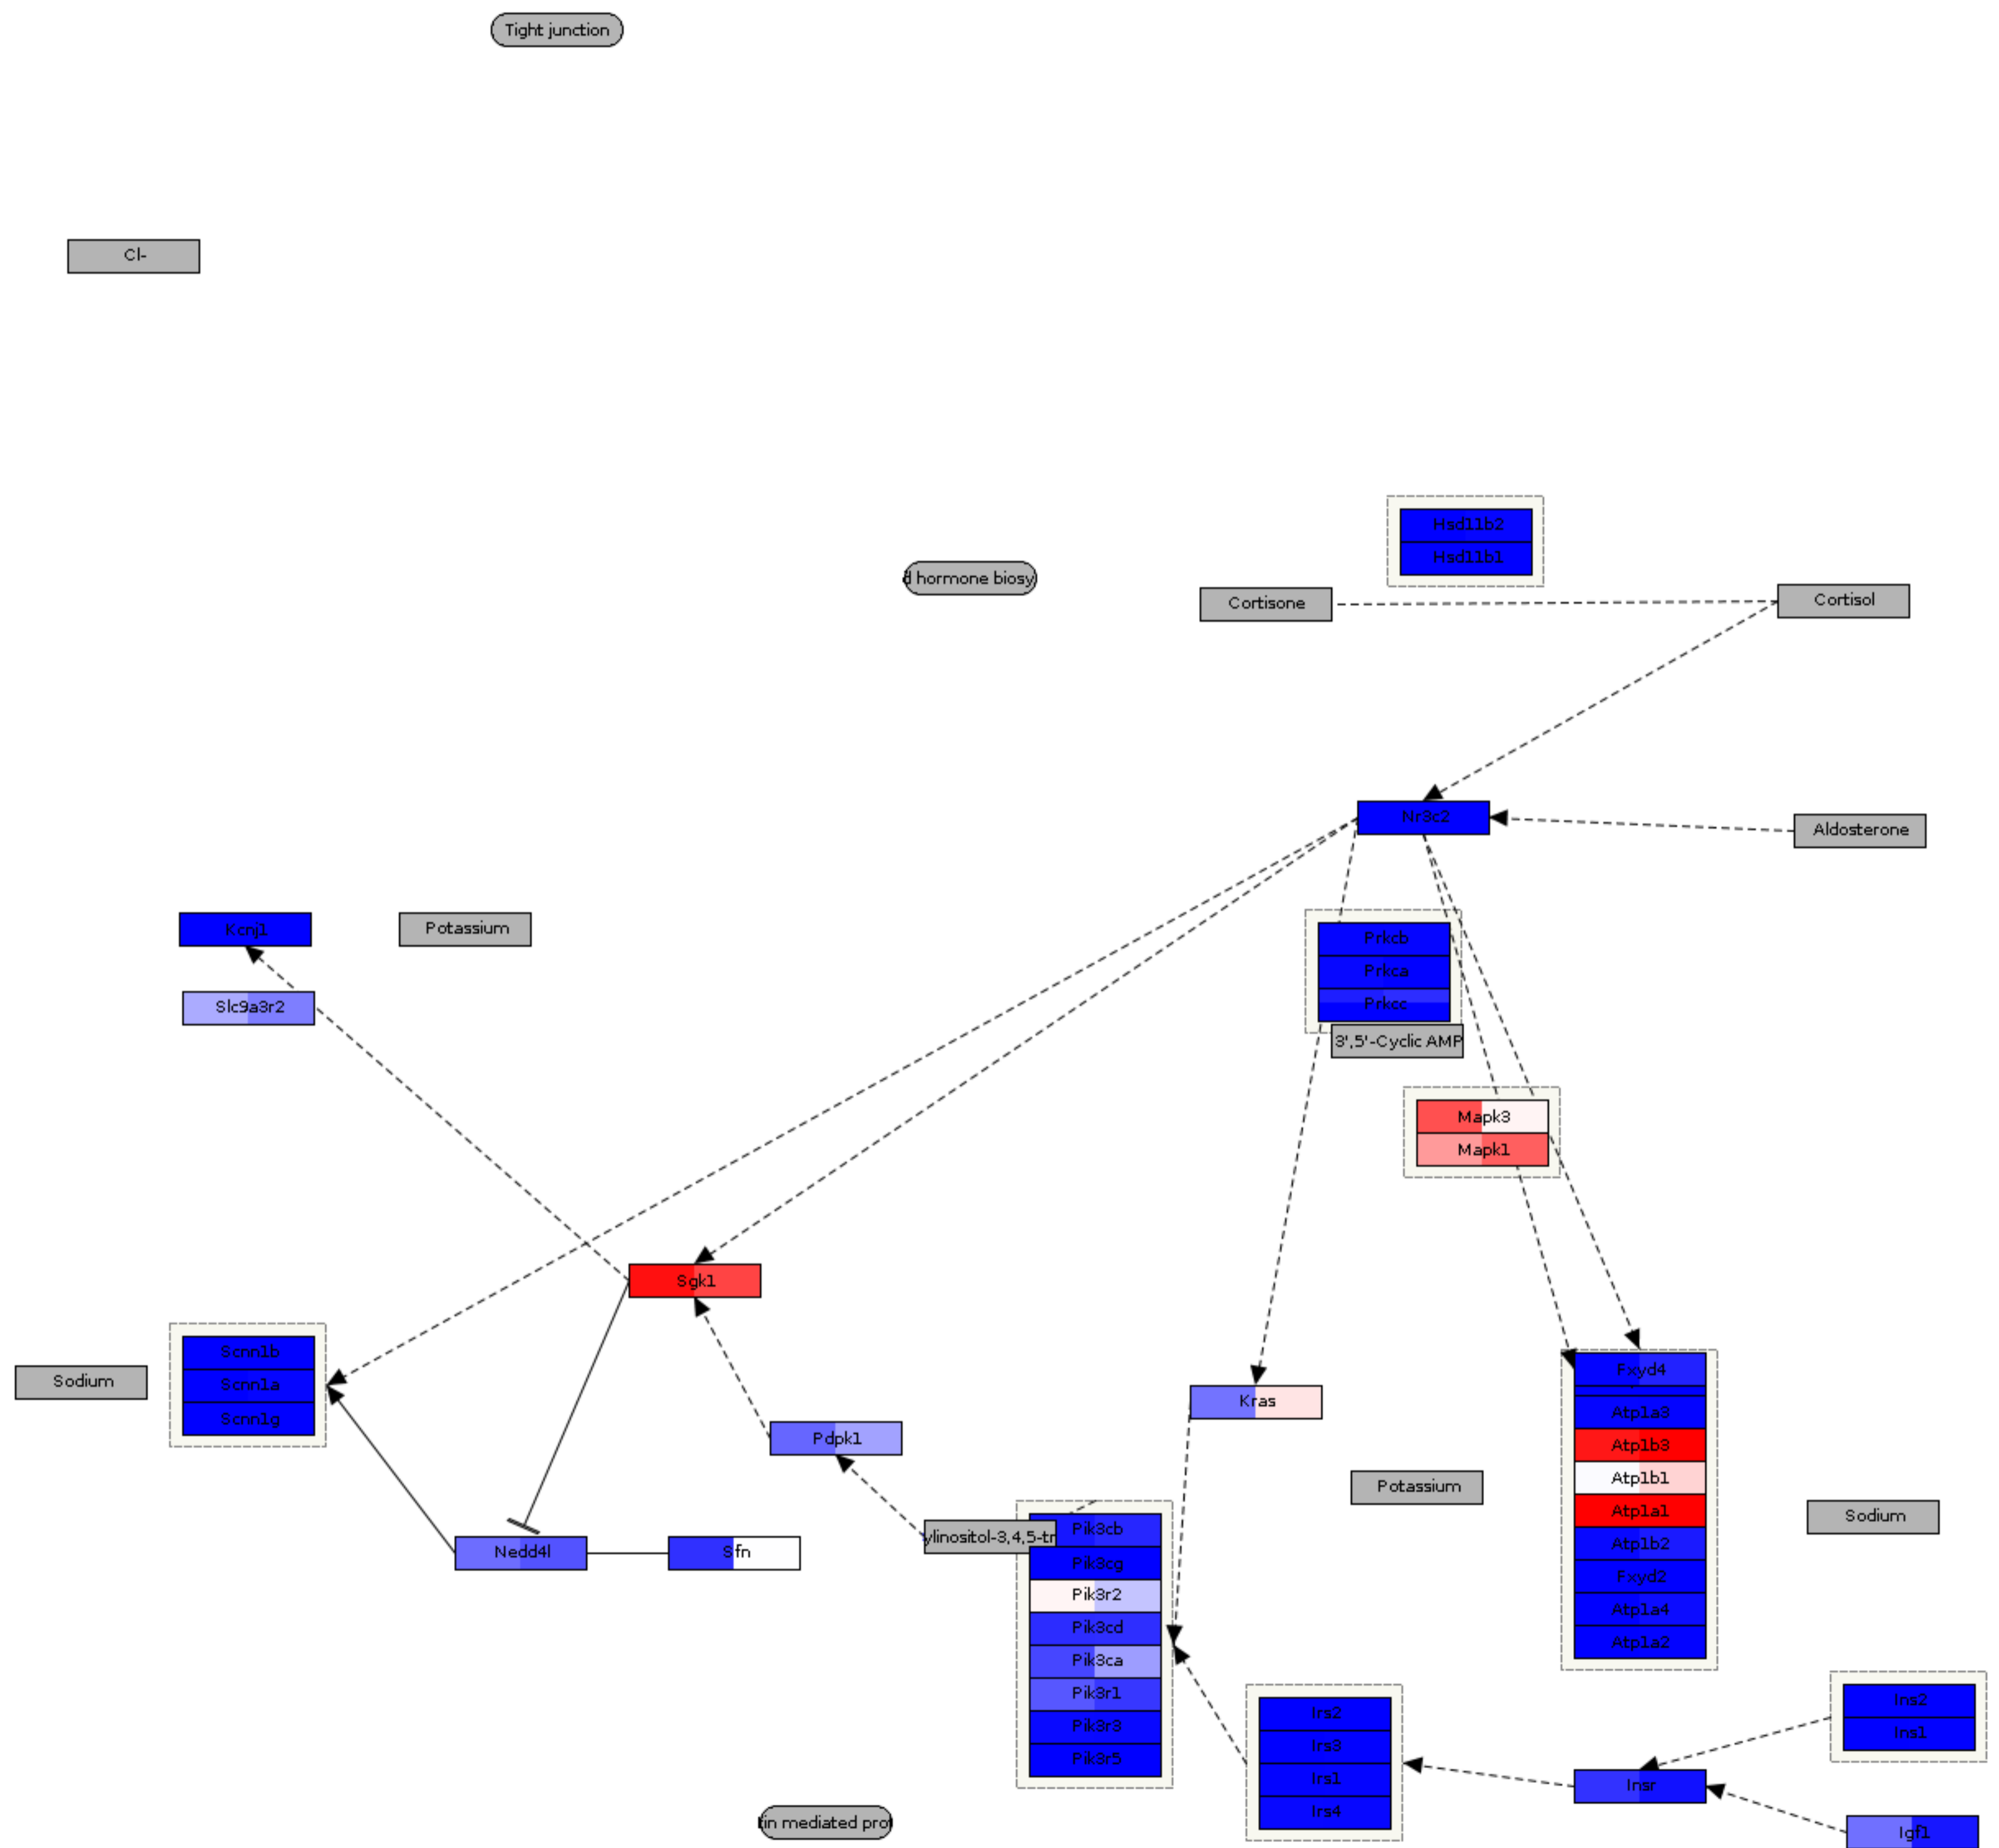 Tight junction
Cl-
Hsd11b2
Hsd11b1
d hormone biosy
Cortisone
Cortisol
Nr3c2
Aldosterone
Kcnj1
Potassium
Prkcb
Prkca
Prkcc
Slc9a3r2
3',5'-Cyclic AMP
Mapk3
Mapk1
Sgk1
Scnn1b
Scnn1a
Scnn1g
Sodium
Fxyd4
Atp1a3
Atp1b3
Atp1b1
Atp1a1
Atp1b2
Fxyd2
Atp1a4
Atp1a2
Kras
Pdpk1
Potassium
Sodium
Nedd4l
Sfn
ylinositol-3,4,5-tr
Pik3cb
Pik3cg
Pik3r2
Pik3cd
Pik3ca
Pik3r1
Pik3r3
Pik3r5
Irs2
Irs3
Irs1
Irs4
Ins2
Ins1
Insr
Igf1
tin mediated prot